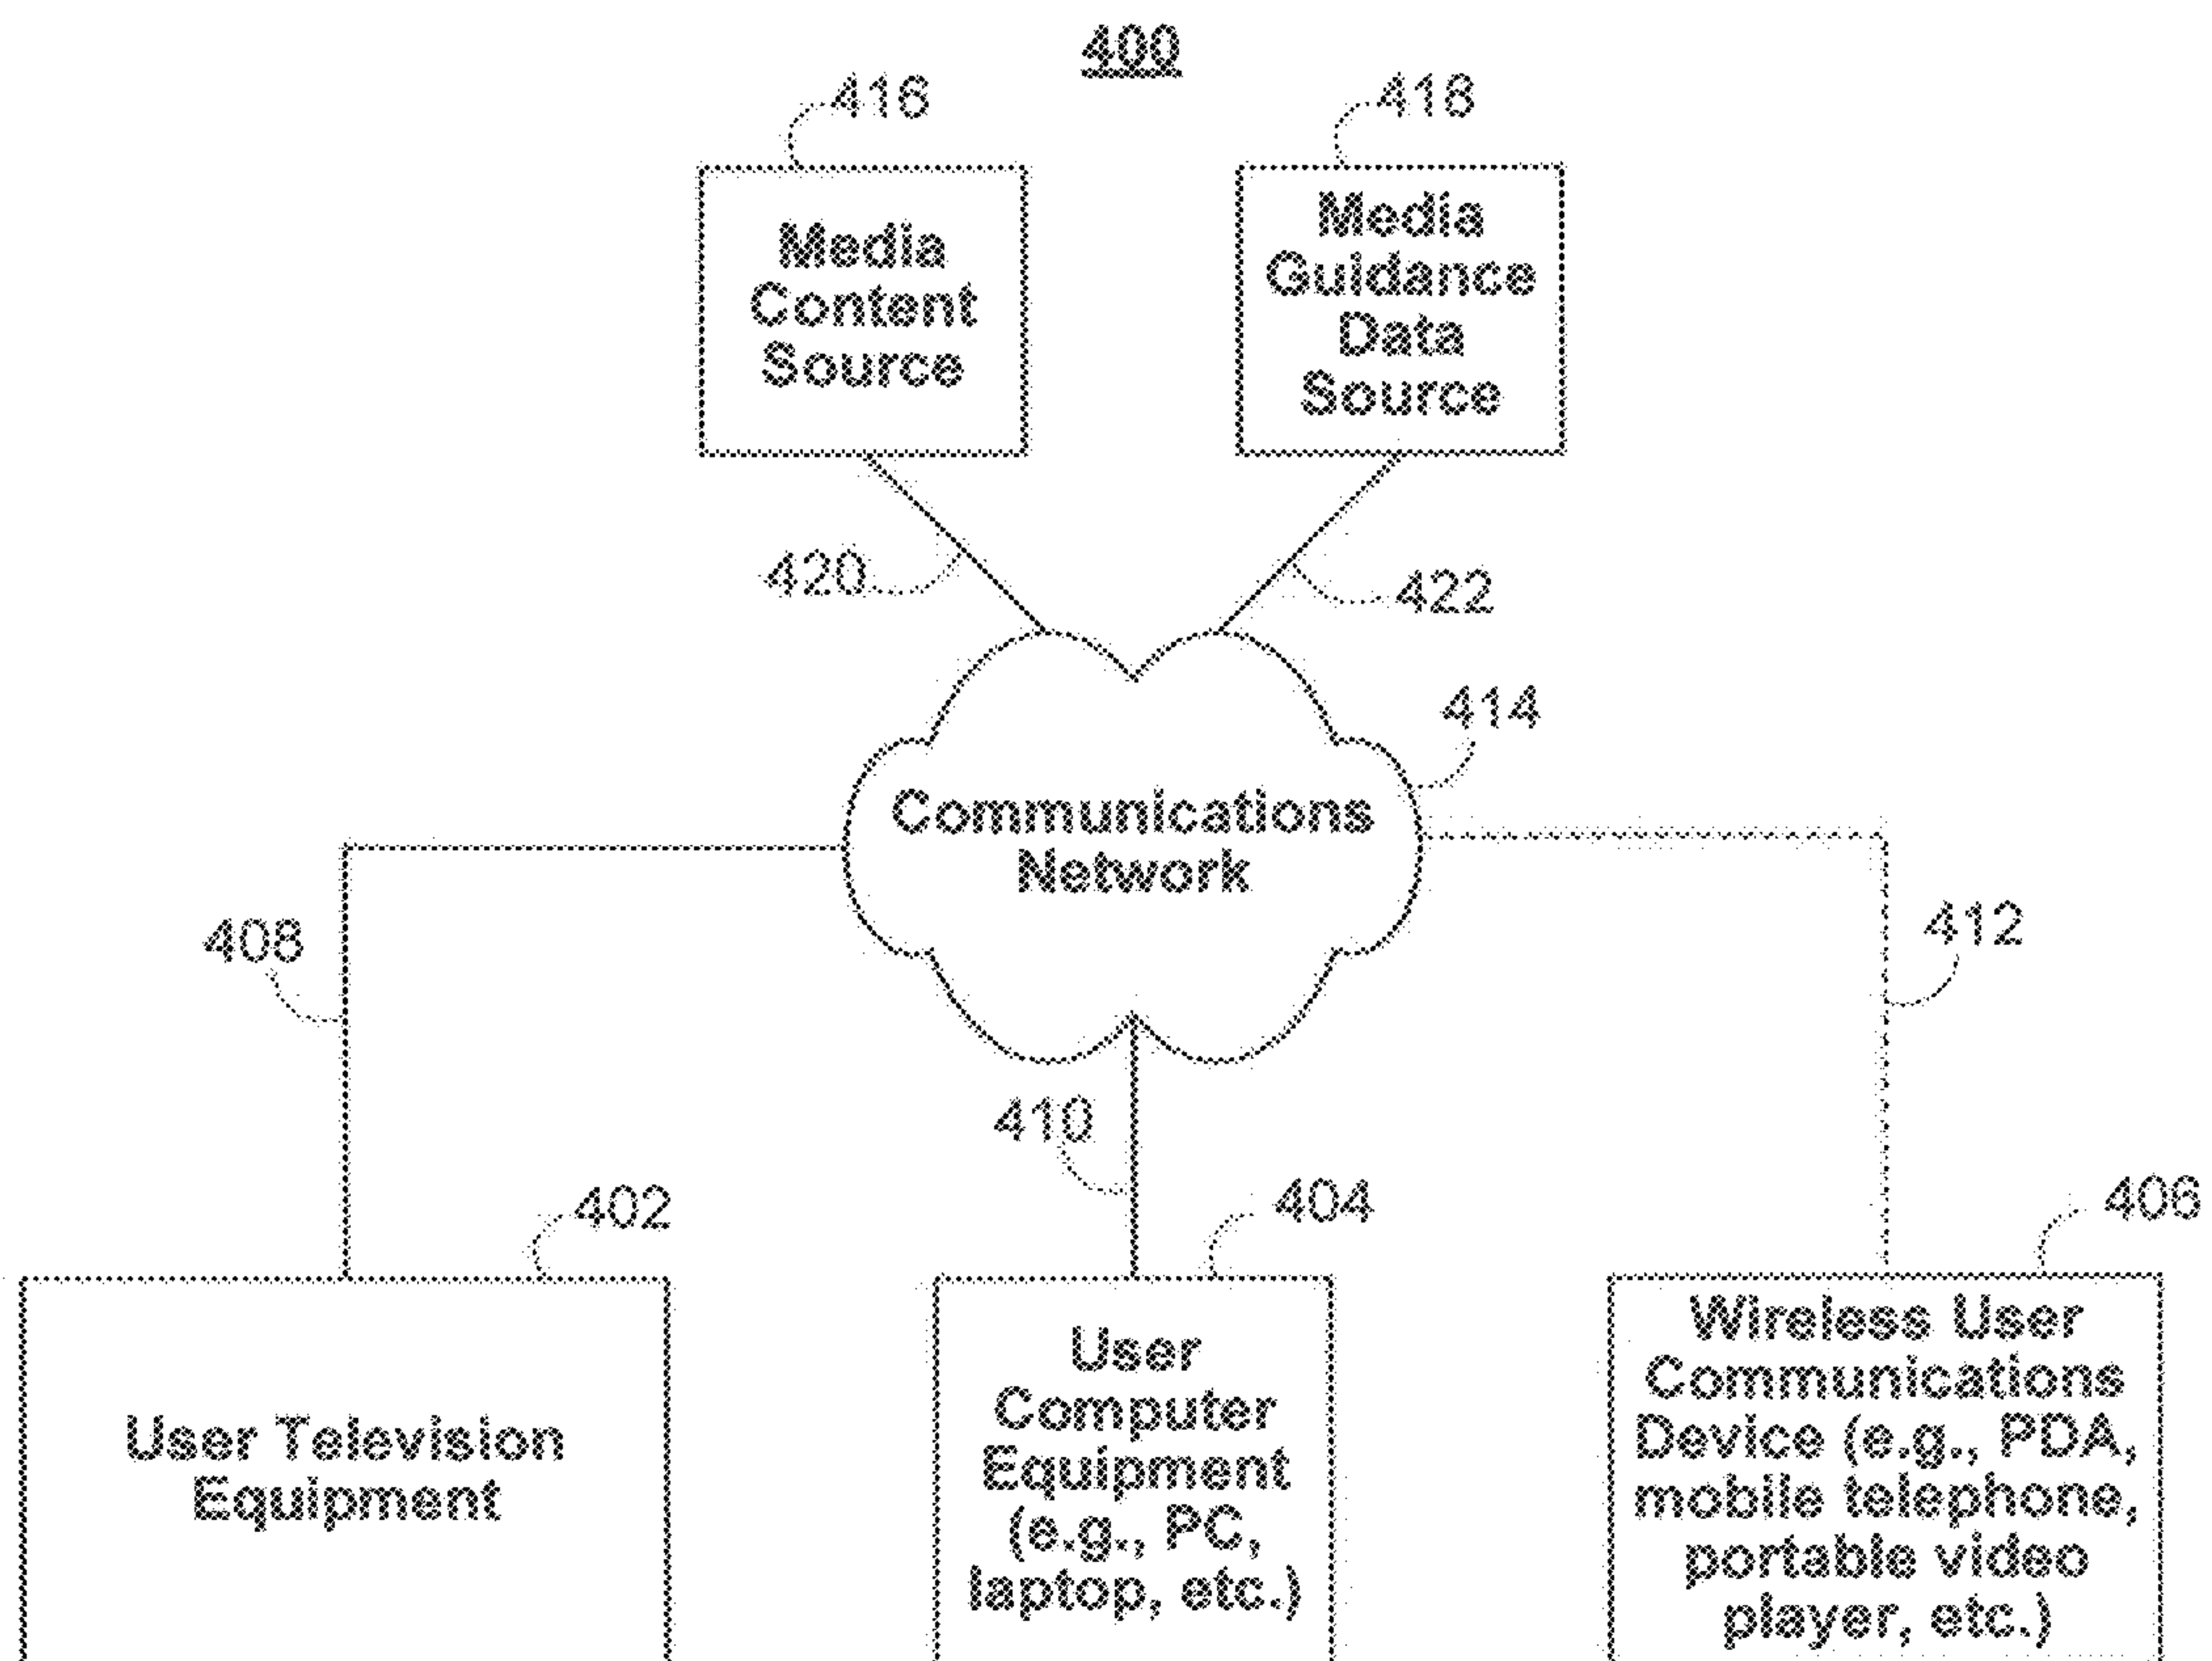 400
416
418
Media
Content
Source
Media
Guidance
Data
Source
420
422
414
Communications
Network
408
412
410
402
404
406
User Television
Equipment
User
Computer
Equipment
(e.g., PC,
laptop, etc.)
Wireless User
Communications
Device (e.g., PDA,
mobile telephone,
portable video
player, etc.)